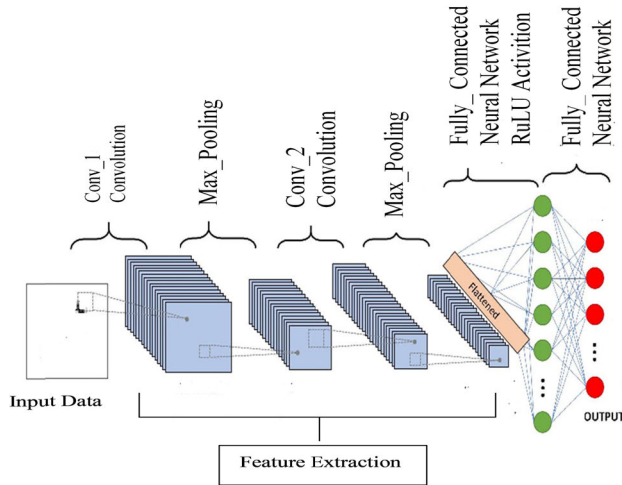 Conv_1
Convolution
Max_Pooling
Conv_2
Convolution
Max_Pooling
Fully_Connected
Neural Network
RuLU Activition
Fully_Connected
Neural Network
Flattened
Input Data
OUTPUT
Feature Extraction